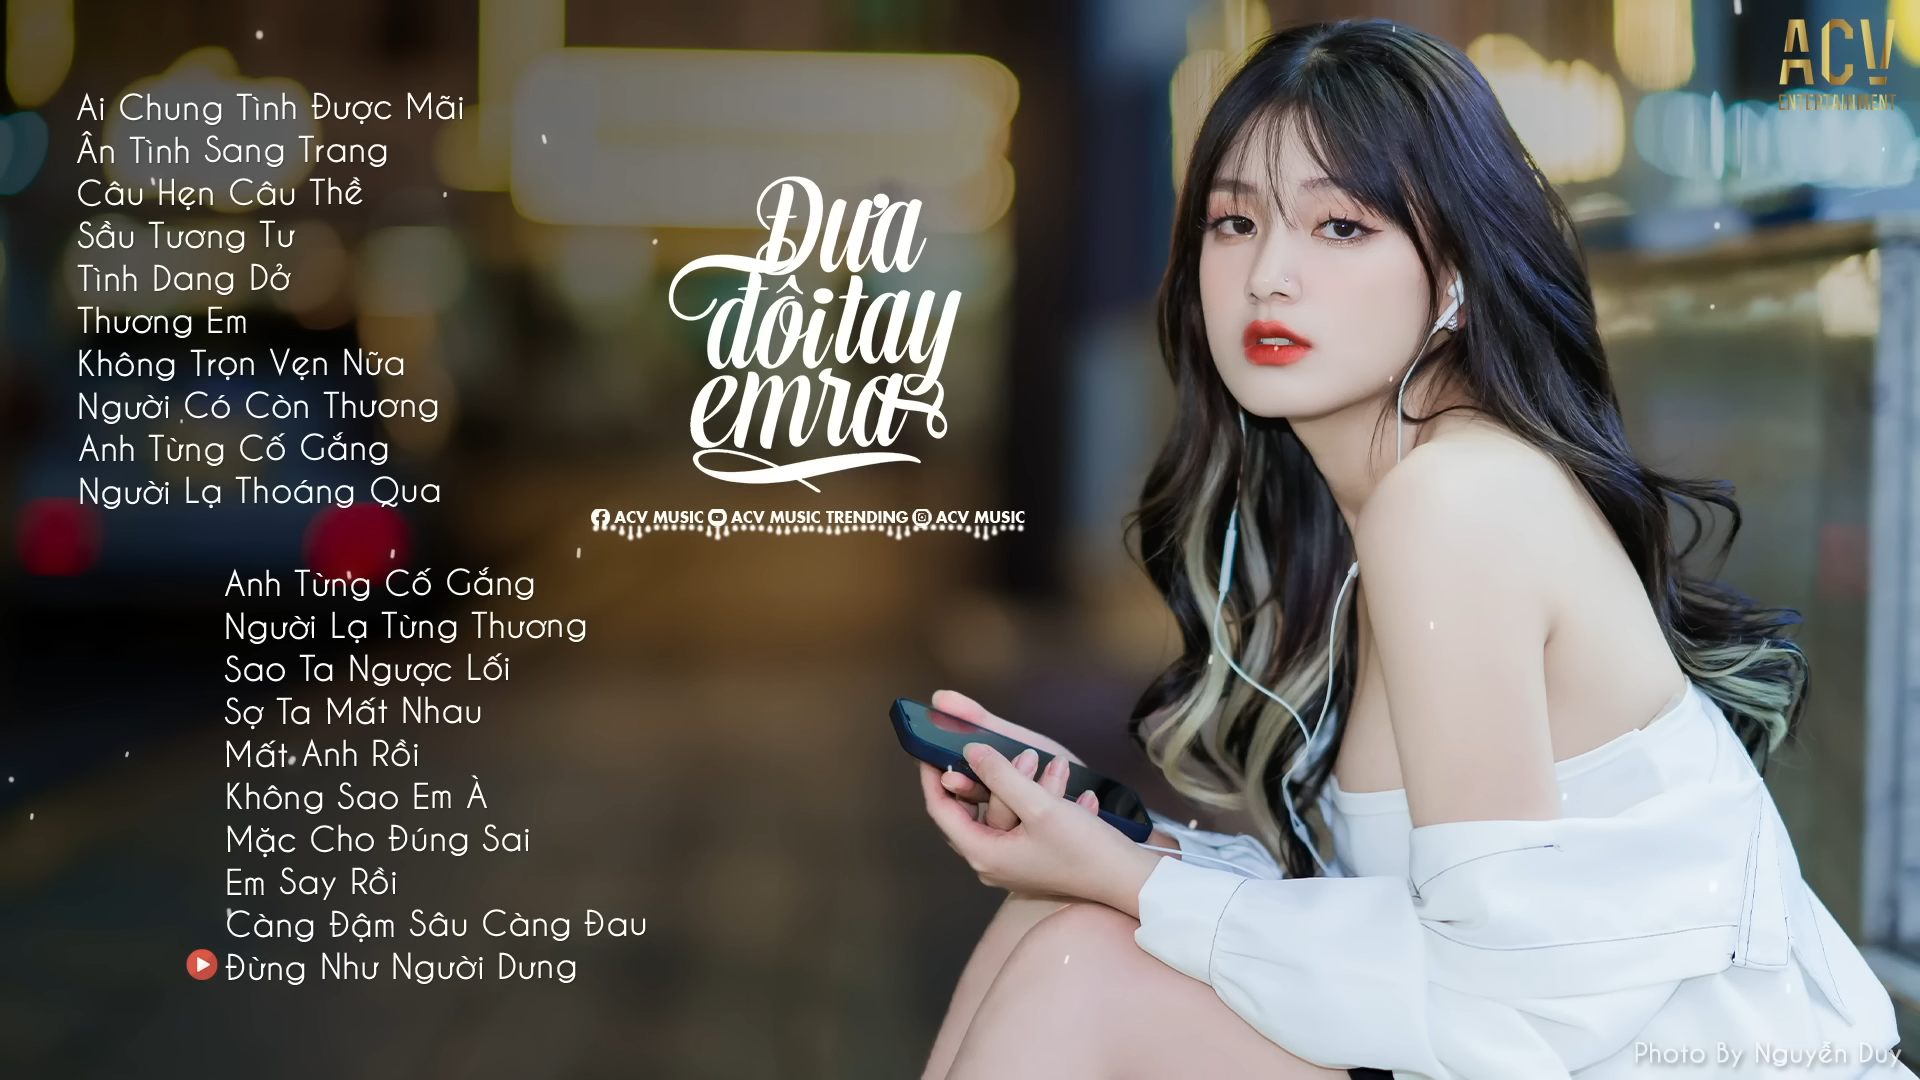 Ai Chung Tình Được Mãi
Ân Tình Sang Trang
Câu Hẹn Câu Thề
Sầu Tương Tư
Tình Dang Dở
Thương Em
Không Trọn Vẹn Nữa
Người Có Còn Thương
Anh Từng Cố Gắng
Người Lạ Thoáng Qua
Đưa
đôi tay
em ra
ACV MUSIC ACV MUSIC TRENDING ACV MUSIC
Anh Từng Cố Gắng
Người Lạ Từng Thương
Sao Ta Ngược Lối
Sợ Ta Mất Nhau
Mất Anh Rồi
Không Sao Em À
Mặc Cho Đúng Sai
Em Say Rồi
Càng Đậm Sâu Càng Đau
Đừng Như Người Dưng
ACV
ENTERTAINMENT
Photo By Nguyễn Duy